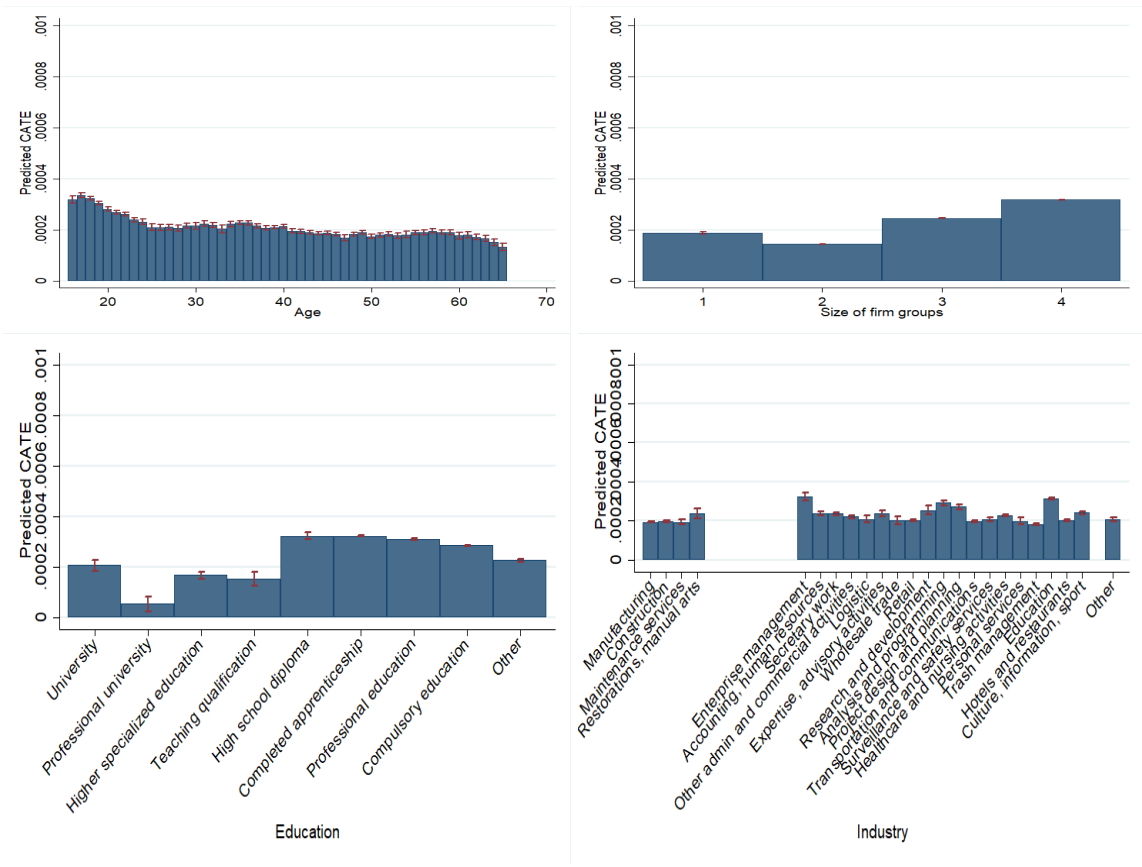 Predicted CATE
0 .0002 .0004 .0006 .0008 .001
20 30 40 50 60 70
Age
Predicted CATE
0 .0002 .0004 .0006 .0008 .001
1 2 3 4
Size of firm groups
Predicted CATE
0 .0002 .0004 .0006 .0008 .001
University
Professional university
Higher specialized education
Teaching qualification
High school diploma
Completed apprenticeship
Professional education
Compulsory education
Other
Education
Predicted CATE
0 .0002 .0004 .0006 .0008 .001
Manufacturing
Construction
Maintenance services
Restorations, manual arts
Enterprise management
Accounting, human resources
Secretary work
Other admin and commercial activities
Logistic
Expertise, advisory activities
Wholesale trade
Retail
Research and development
Analysis and programming
Project design and planning
Transportation and communications
Surveillance and safety services
Healthcare and nursing activities
Personal services
Trash management
Education
Hotels and restaurants
Culture, information, sport
Other
Industry